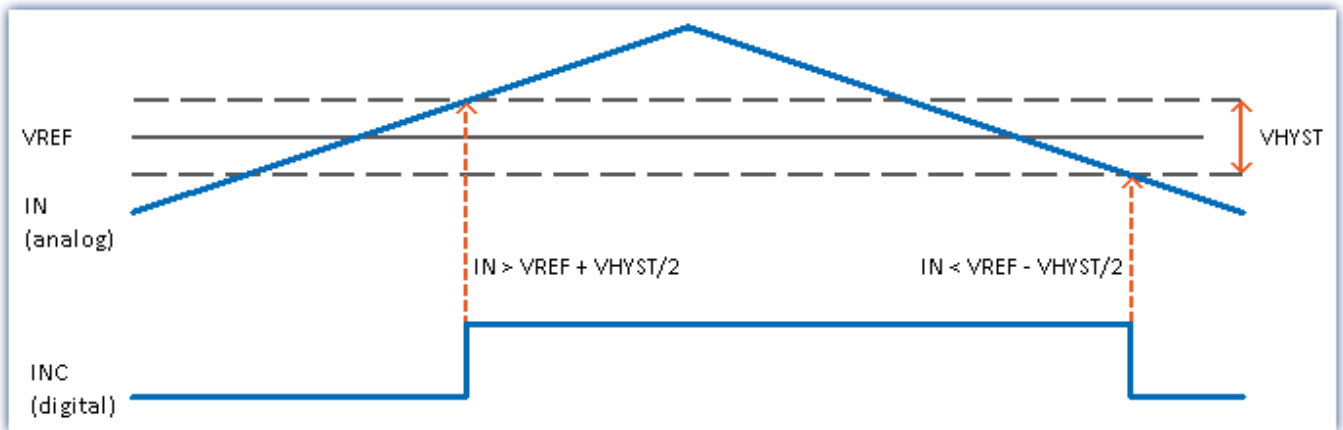 VREF
VHYST
IN
(analog)
IN > VREF + VHYST/2
IN < VREF - VHYST/2
INC
(digital)